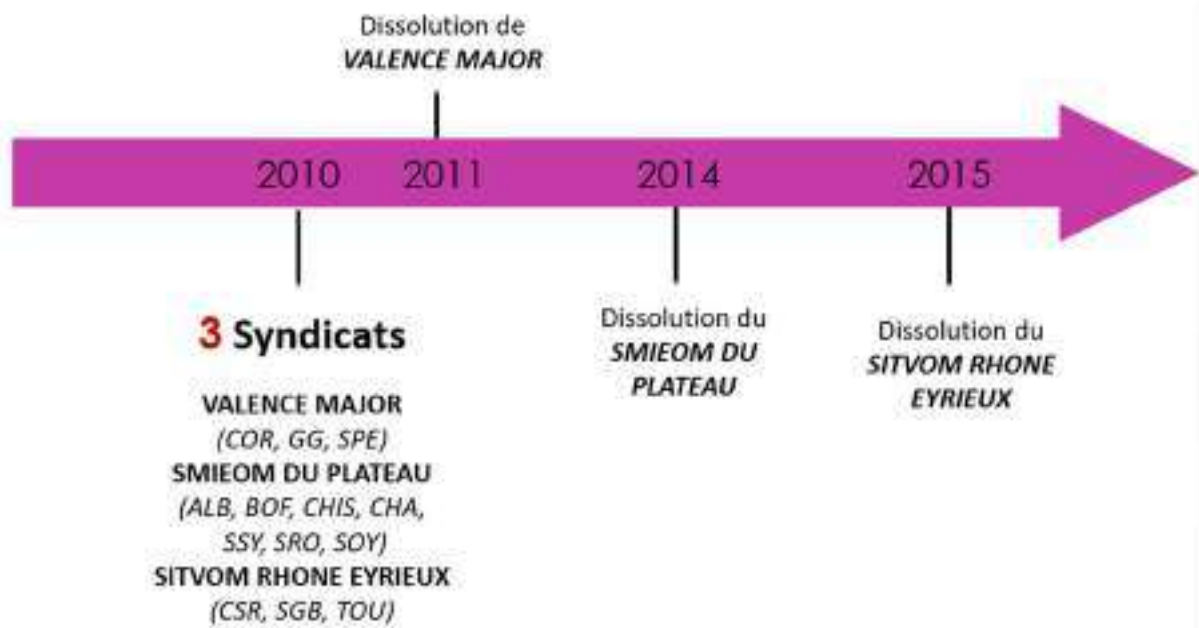 Dissolution de
VALENCE MAJOR
2010 2011 2014 2015
3 Syndicats
VALENCE MAJOR
(COR, GG, SPE)
SMIEOM DU PLATEAU
(ALB, BOF, CHIS, CHA,
SSY, SRO, SOY)
SITVOM RHONE EYRIEUX
(CSR, SGB, TOU)
Dissolution du
SMIEOM DU
PLATEAU
Dissolution du
SITVOM RHONE
EYRIEUX